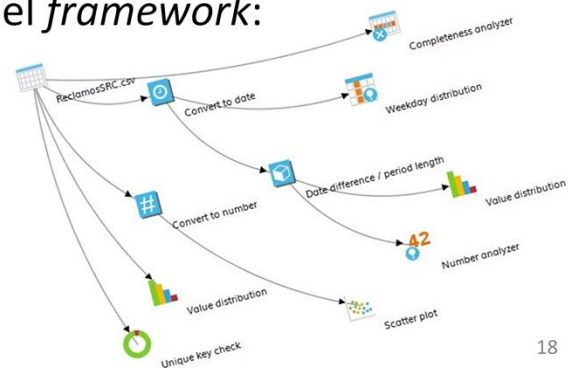 el framework:
Completeness analyzer
ReclamosSRC.csv
Convert to date
Weekday distribution
Date difference / period length
Value distribution
Convert to number
42
Number analyzer
#
Value distribution
Scatter plot
Unique key check
18